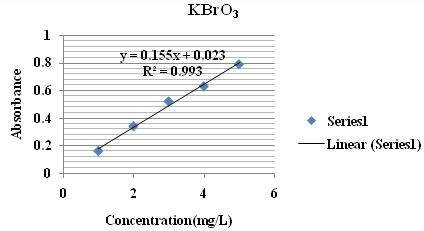 KBrO₃
1
0.8
0.6
0.4
0.2
0
y = 0.155x + 0.023
R² = 0.993
Absorbance
0 2 4 6
Concentration(mg/L)
Series1
Linear (Series1)